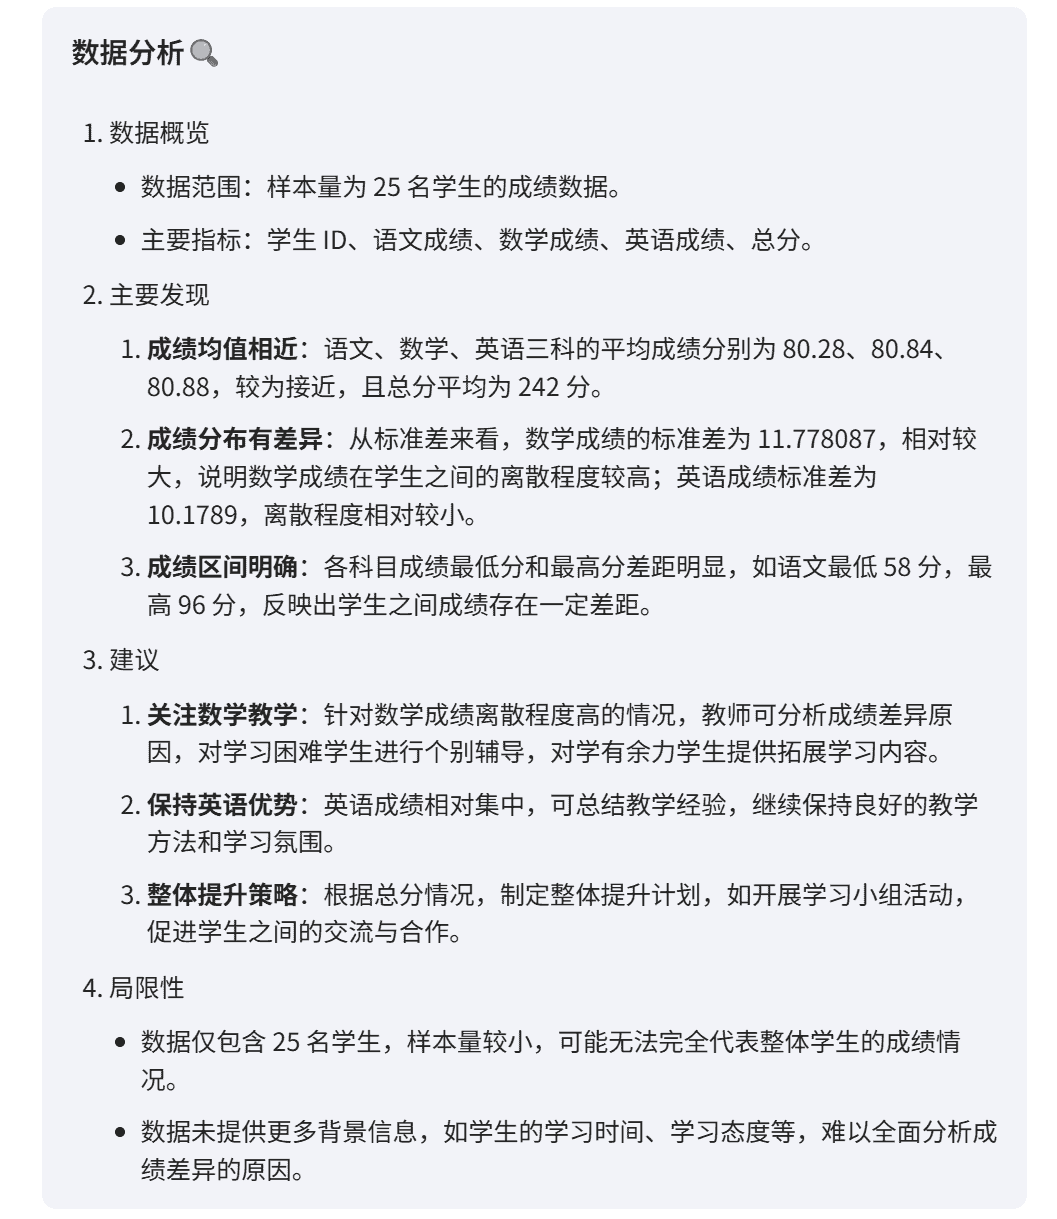 数据分析🔍
1. 数据概览
• 数据范围：样本量为 25 名学生的成绩数据。
• 主要指标：学生 ID、语文成绩、数学成绩、英语成绩、总分。
2. 主要发现
1. 成绩均值相近：语文、数学、英语三科的平均成绩分别为 80.28、80.84、
80.88，较为接近，且总分平均为 242 分。
2. 成绩分布有差异：从标准差来看，数学成绩的标准差为 11.778087，相对较
大，说明数学成绩在学生之间的离散程度较高；英语成绩标准差为
10.1789，离散程度相对较小。
3. 成绩区间明确：各科目成绩最低分和最高分差距明显，如语文最低 58 分，最
高 96 分，反映出学生之间成绩存在一定差距。
3. 建议
1. 关注数学教学：针对数学成绩离散程度高的情况，教师可分析成绩差异原
因，对学习困难学生进行个别辅导，对学有余力学生提供拓展学习内容。
2. 保持英语优势：英语成绩相对集中，可总结教学经验，继续保持良好的教学
方法和学习氛围。
3. 整体提升策略：根据总分情况，制定整体提升计划，如开展学习小组活动，
促进学生之间的交流与合作。
4. 局限性
• 数据仅包含 25 名学生，样本量较小，可能无法完全代表整体学生的成绩情
况。
• 数据未提供更多背景信息，如学生的学习时间、学习态度等，难以全面分析成
绩差异的原因。